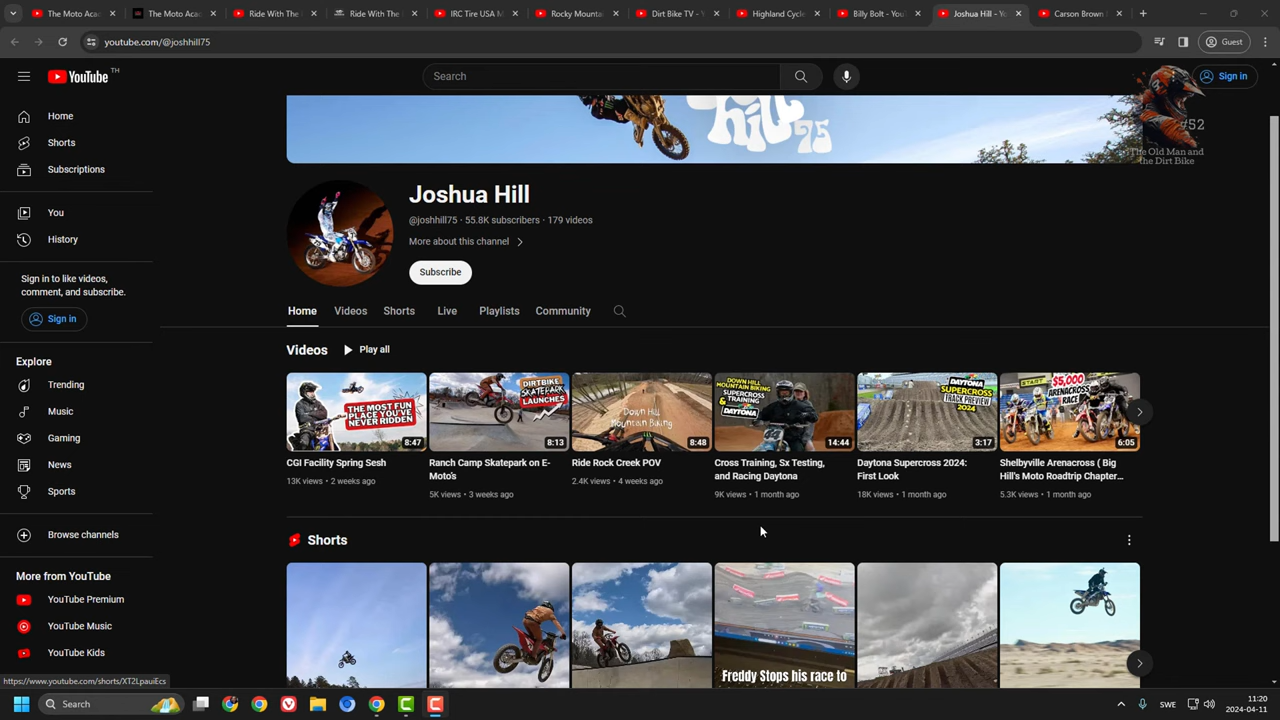 The Moto Aca
The Moto Aca
Ride With The
Ride With The
IRC Tire USA M
Rocky Mounta
Dirt Bike TV - Y
Highland Cycle
Billy Bolt - You
Joshua Hill - Yo
Carson Brown
youtube.com/@joshhill75
Guest
YouTube TH
Search
Sign in
#52
The Old Man and
the Dirt Bike
hill 75
Home
Shorts
Subscriptions
You
History
Sign in to like videos,
comment, and subscribe.
Sign in
Explore
Trending
Music
Gaming
News
Sports
Browse channels
More from YouTube
YouTube Premium
YouTube Music
YouTube Kids
Joshua Hill
@joshhill75 · 55.8K subscribers · 179 videos
More about this channel
Subscribe
Home Videos Shorts Live Playlists Community
Videos Play all
THE MOST FUN
PLACE YOU'VE
NEVER RIDDEN
8:47
CGI Facility Spring Sesh
13K views · 2 weeks ago
DIRTBIKE
SKATEPARK
LAUNCHES
8:13
Ranch Camp Skatepark on E-
Moto's
5K views · 3 weeks ago
Down Hill
Mountain Biking
8:48
Ride Rock Creek POV
2.4K views · 4 weeks ago
DOWN HILL
MOUNTAIN BIKING
SUPERCROSS
TRAINING
& DAYTONA
14:44
Cross Training, Sx Testing,
and Racing Daytona
9K views · 1 month ago
DAYTONA
SUPERCROSS
TRACK PREVIEW
2024
3:17
Daytona Supercross 2024:
First Look
18K views · 1 month ago
START
$5,000
ARENACROSS
RACE
6:05
Shelbyville Arenacross ( Big
Hill's Moto Roadtrip Chapter...
5.3K views · 1 month ago
Shorts
Freddy Stops his race to
https://www.youtube.com/shorts/XT2LpauiEcs
Search
SWE
11:20
2024-04-11